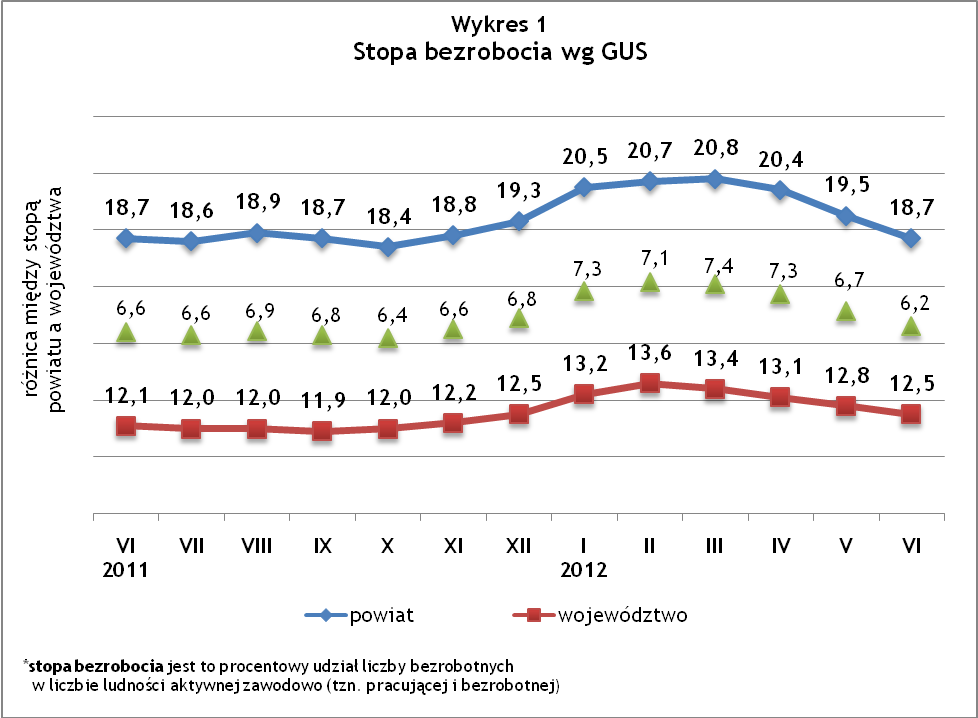 Wykres 1
Stopa bezrobocia wg GUS
różnica między stopą
powiatu a województwa
18,7 18,6 18,9 18,7 18,4 18,8 19,3 20,5 20,7 20,8 20,4 19,5 18,7
6,6 6,6 6,9 6,8 6,4 6,6 6,8 7,3 7,1 7,4 7,3 6,7 6,2
12,1 12,0 12,0 11,9 12,0 12,2 12,5 13,2 13,6 13,4 13,1 12,8 12,5
VI VII VIII IX X XI XII I II III IV V VI
2011 2012
powiat województwo
*stopa bezrobocia jest to procentowy udział liczby bezrobotnych
w liczbie ludności aktywnej zawodowo (tzn. pracującej i bezrobotnej)